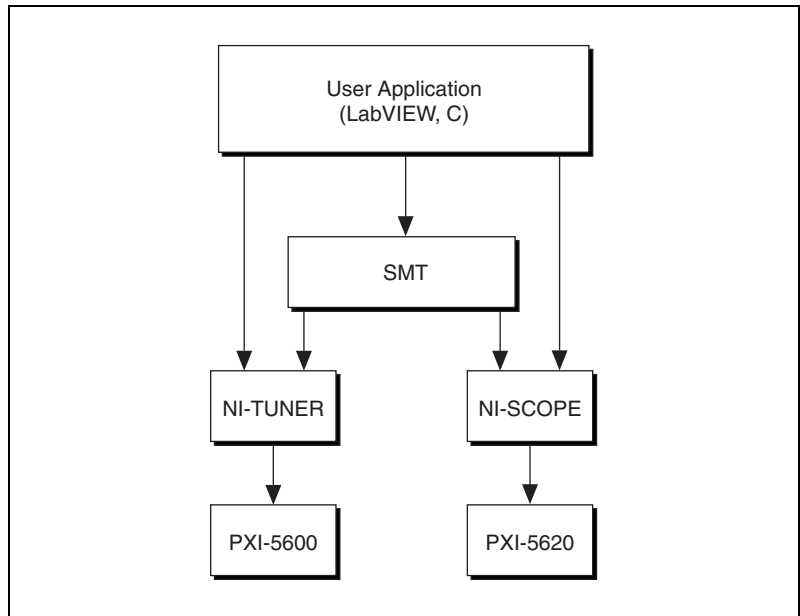 User Application
(LabVIEW, C)
SMT
NI-TUNER
NI-SCOPE
PXI-5600
PXI-5620